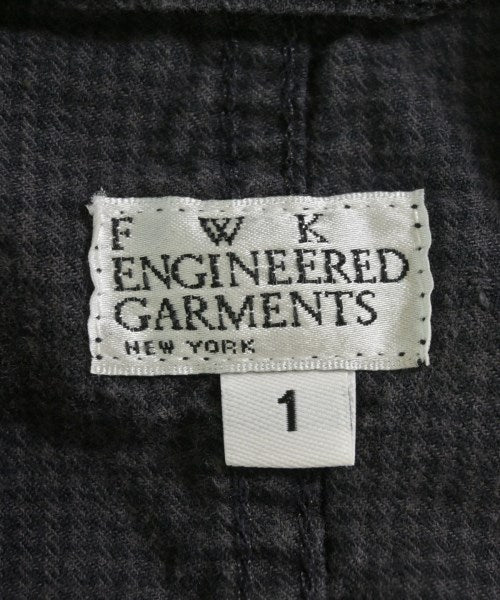 F W K
ENGINEERED
GARMENTS
NEW YORK
1